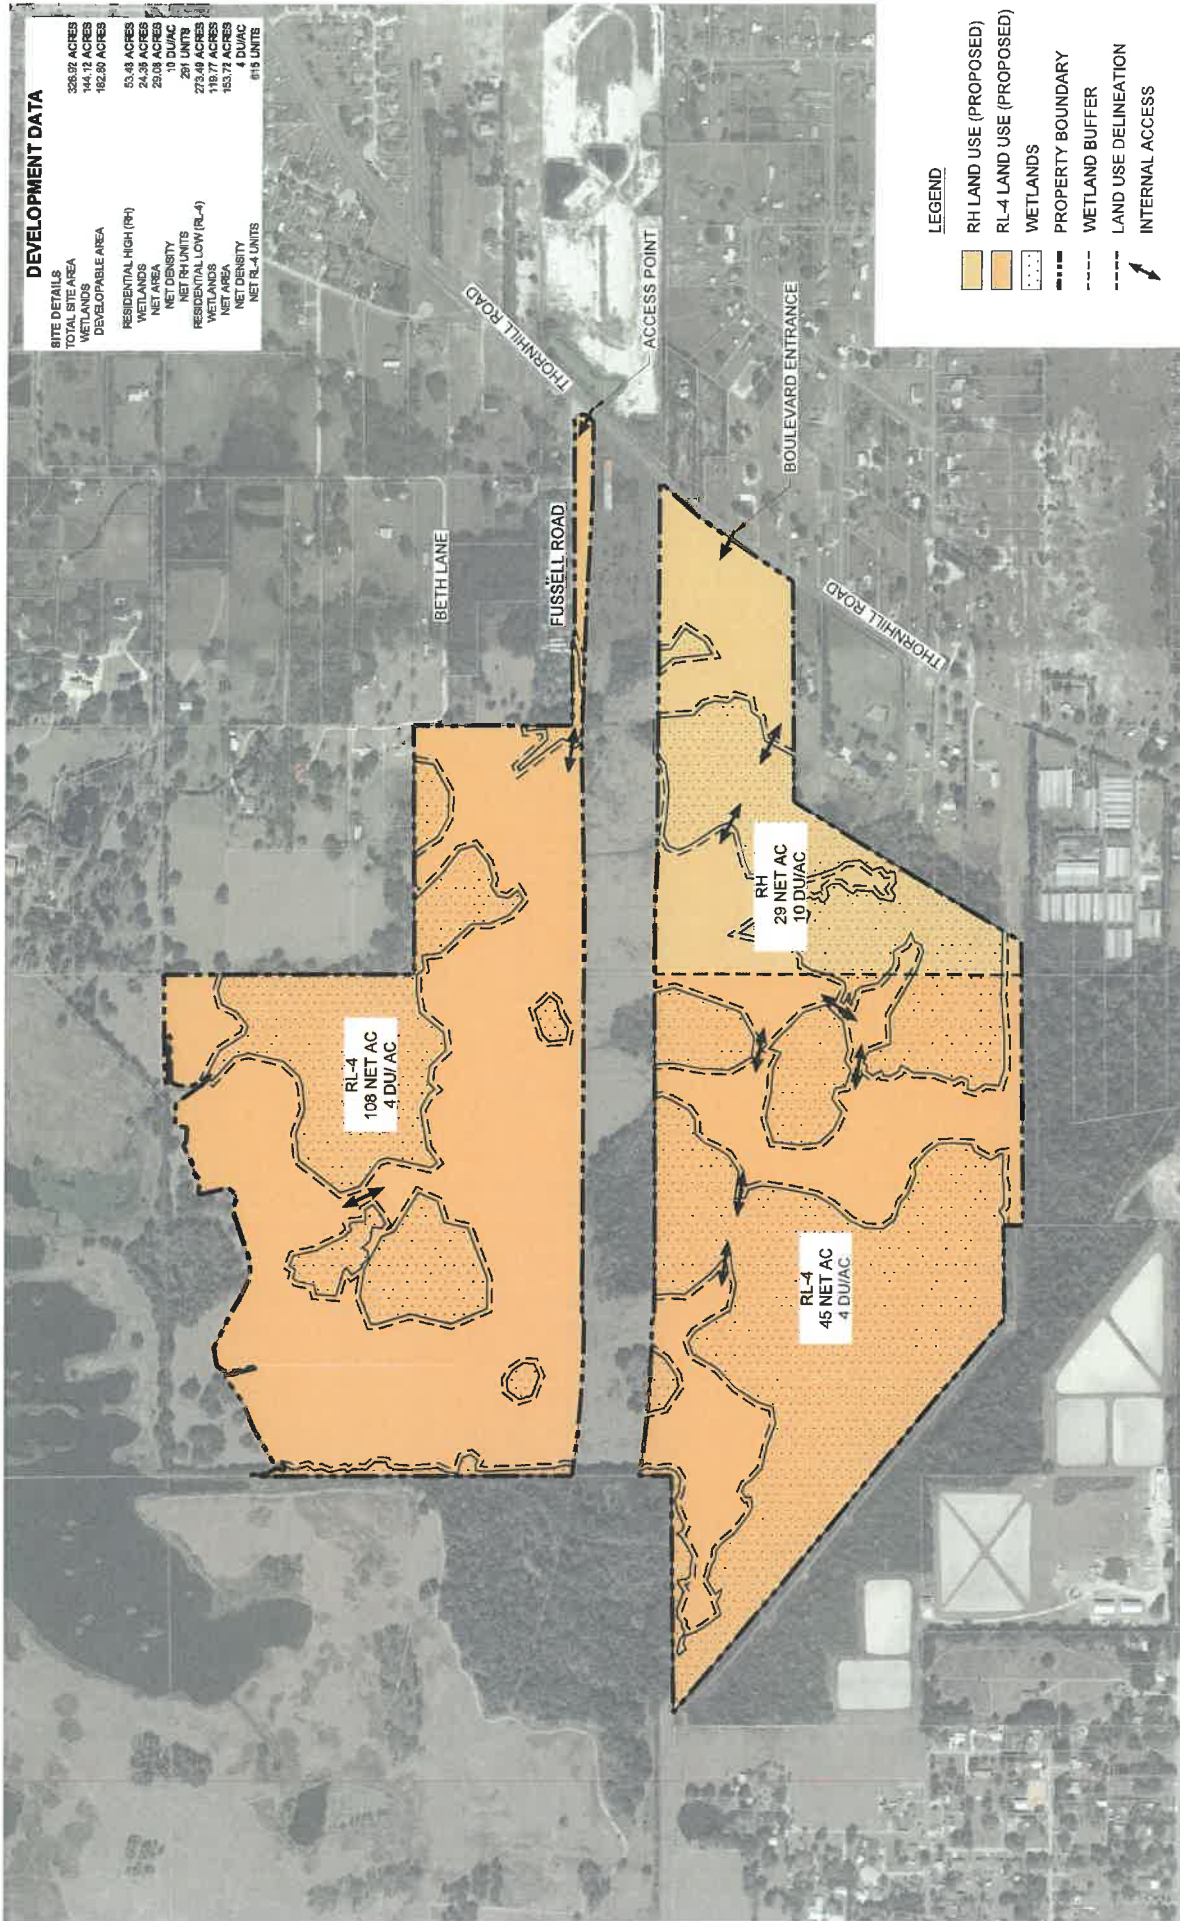 DEVELOPMENT DATA
SITE DETAILS
TOTAL SITE AREA 326.92 ACRES
WETLANDS 144.12 ACRES
DEVELOPABLE AREA 182.80 ACRES
RESIDENTIAL HIGH (RH) 53.43 ACRES
WETLANDS 24.35 ACRES
NET AREA 29.08 ACRES
NET DENSITY 10 DU/AC
NET RH UNITS 291 UNITS
RESIDENTIAL LOW (RL-4) 273.49 ACRES
WETLANDS 119.77 ACRES
NET AREA 153.72 ACRES
NET DENSITY 4 DU/AC
NET RL-4 UNITS 615 UNITS
THORNHILL ROAD
ACCESS POINT
BOULEVARD ENTRANCE
BETH LANE
FUSSELL ROAD
THORNHILL ROAD
RL-4
108 NET AC
4 DU/ AC
RH
29 NET AC
10 DU/AC
RL-4
45 NET AC
4 DU/AC
LEGEND
RH LAND USE (PROPOSED)
RL-4 LAND USE (PROPOSED)
WETLANDS
PROPERTY BOUNDARY
WETLAND BUFFER
LAND USE DELINEATION
INTERNAL ACCESS